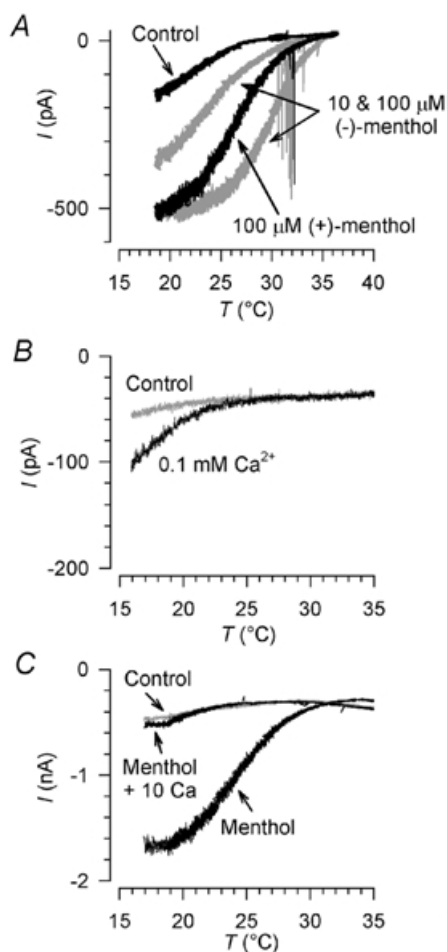 A
Control
0
-500
I (pA)
10 & 100 μM
(-)-menthol
100 μM (+)-menthol
15 20 25 30 35 40
T (°C)
B
0
-100
-200
I (pA)
Control
0.1 mM Ca²⁺
15 20 25 30 35
T (°C)
C
0
-1
-2
I (nA)
Control
Menthol
+ 10 Ca
Menthol
15 20 25 30 35
T (°C)